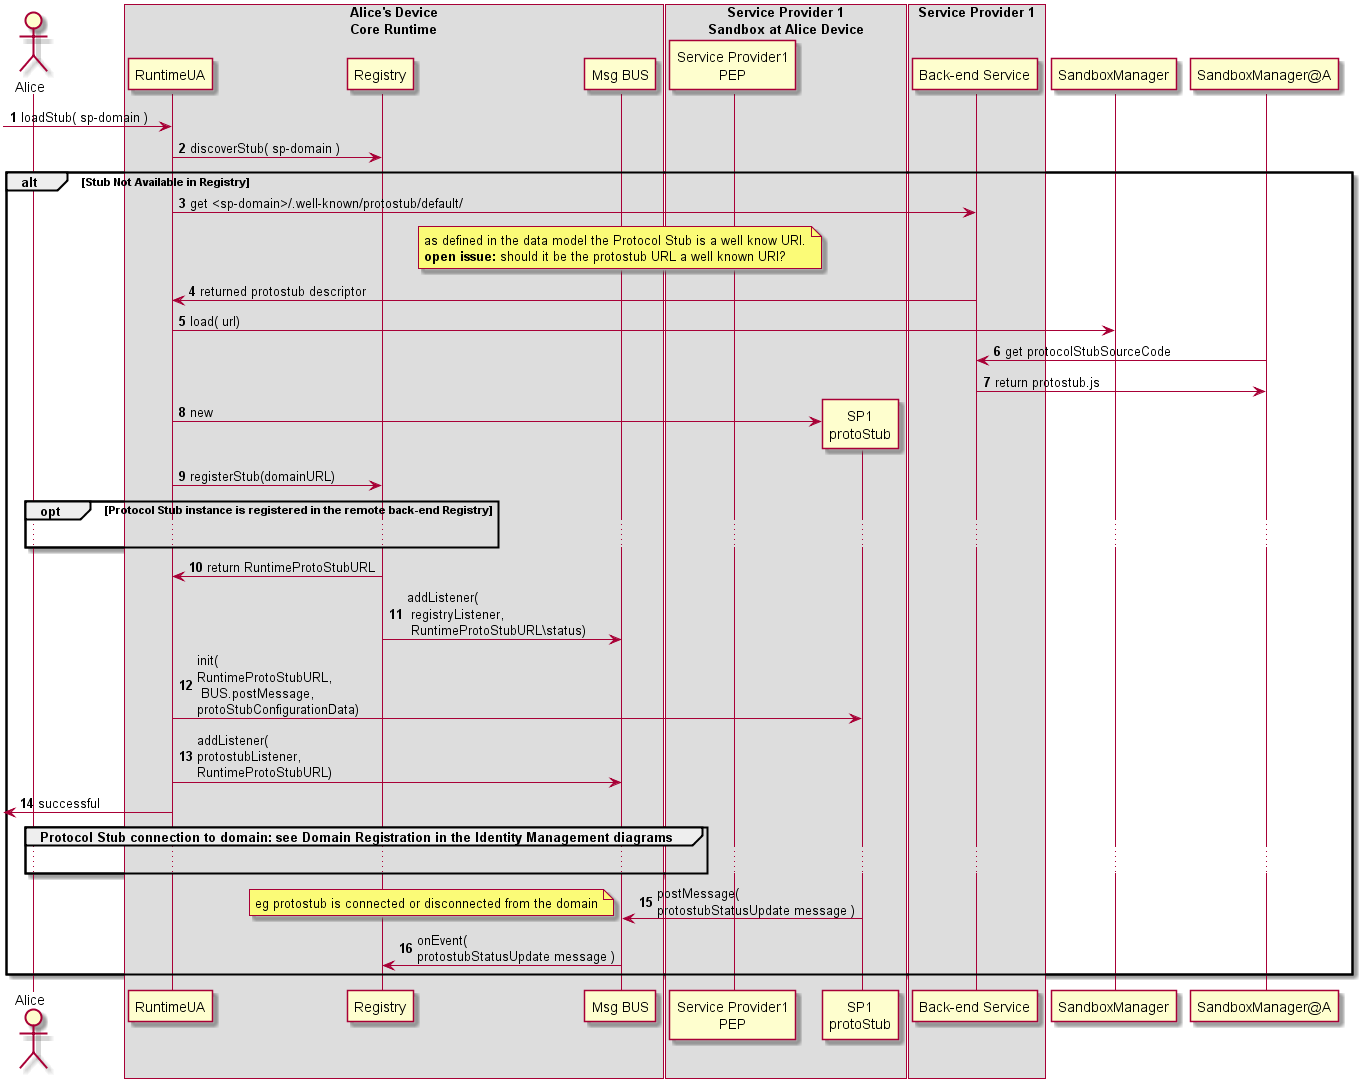 Alice's Device
Core Runtime
Service Provider 1
Sandbox at Alice Device
Service Provider 1
Alice
RuntimeUA
Registry
Msg BUS
Service Provider1
PEP
Back-end Service
SandboxManager
SandboxManager@A
1 loadStub( sp-domain )
2 discoverStub( sp-domain )
alt [Stub Not Available in Registry]
3 get <sp-domain>/.well-known/protostub/default/
as defined in the data model the Protocol Stub is a well know URI.
open issue: should it be the protostub URL a well known URI?
4 returned protostub descriptor
5 load( url)
6 get protocolStubSourceCode
7 return protostub.js
8 new
SP1
protoStub
9 registerStub(domainURL)
opt [Protocol Stub instance is registered in the remote back-end Registry]
10 return RuntimeProtoStubURL
11 addListener(
registryListener,
RuntimeProtoStubURL\status)
12 init(
RuntimeProtoStubURL,
BUS.postMessage,
protoStubConfigurationData)
13 addListener(
protostubListener,
RuntimeProtoStubURL)
14 successful
Protocol Stub connection to domain: see Domain Registration in the Identity Management diagrams
eg protostub is connected or disconnected from the domain
15 postMessage(
protostubStatusUpdate message )
16 onEvent(
protostubStatusUpdate message )
Alice
RuntimeUA
Registry
Msg BUS
Service Provider1
PEP
SP1
protoStub
Back-end Service
SandboxManager
SandboxManager@A